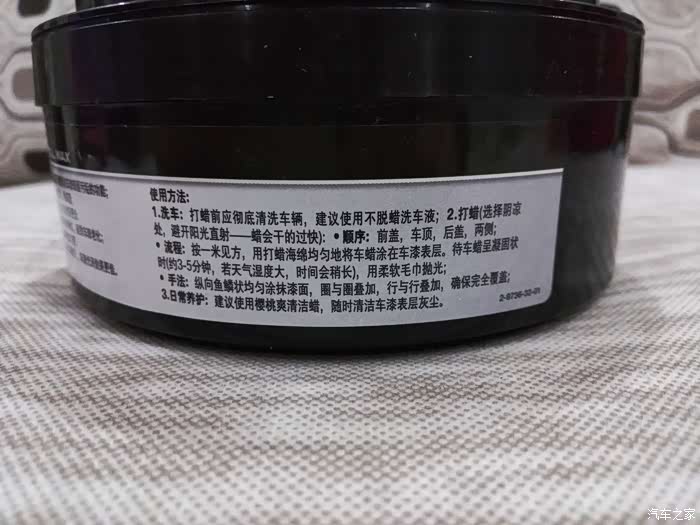 WAX
使用方法:
1.洗车: 打蜡前应彻底清洗车辆, 建议使用不脱蜡洗车液; 2.打蜡(选择阴凉
处, 避开阳光直射——蜡会干的过快): •顺序: 前盖, 车顶, 后盖, 两侧;
•流程: 按一米见方, 用打蜡海绵均匀地将车蜡涂在车漆表层。待车蜡呈凝固状
时(约3-5分钟, 若天气湿度大, 时间会稍长), 用柔软毛巾抛光;
•手法: 纵向鱼鳞状均匀涂抹漆面, 圈与圈叠加, 行与行叠加, 确保完全覆盖;
3.日常养护: 建议使用樱桃爽清洁蜡, 随时清洁车漆表层灰尘。
2-9736-32-01
汽车之家